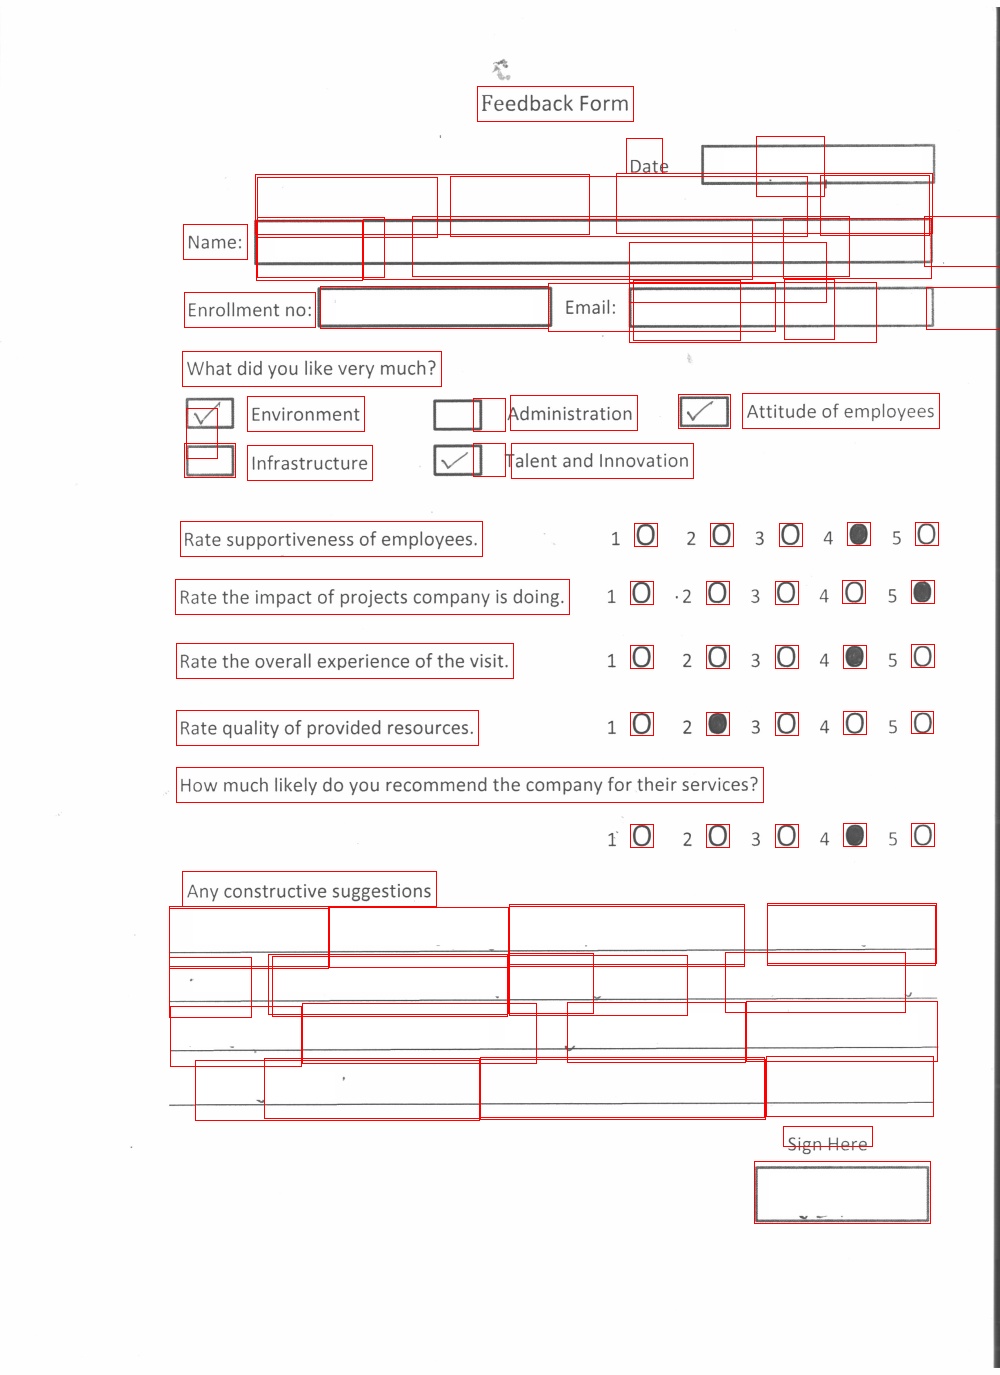 Feedback Form
Date
Name:
Enrollment no: Email:
What did you like very much?
Environment Administration Attitude of employees
Infrastructure Talent and Innovation
Rate supportiveness of employees. 1 2 3 4 5
Rate the impact of projects company is doing. 1 2 3 4 5
Rate the overall experience of the visit. 1 2 3 4 5
Rate quality of provided resources. 1 2 3 4 5
How much likely do you recommend the company for their services?
1 2 3 4 5
Any constructive suggestions
Sign Here